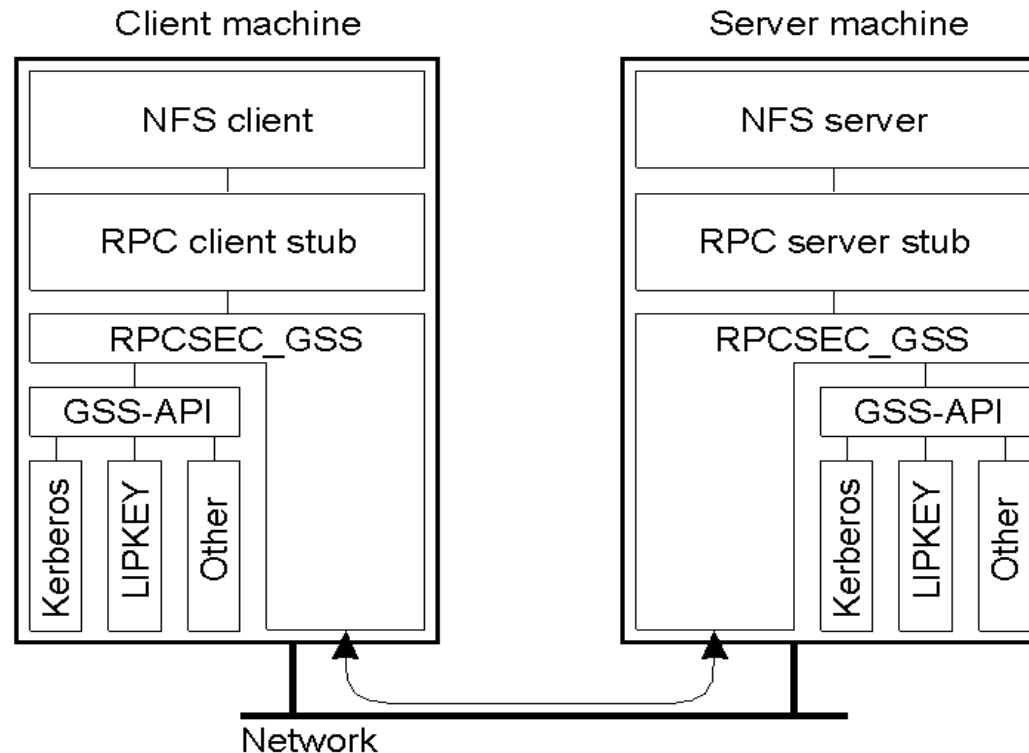 Client machine
Server machine
NFS client
NFS server
RPC client stub
RPC server stub
RPCSEC_GSS
RPCSEC_GSS
GSS-API
GSS-API
Kerberos
LIPKEY
Other
Kerberos
LIPKEY
Other
Network